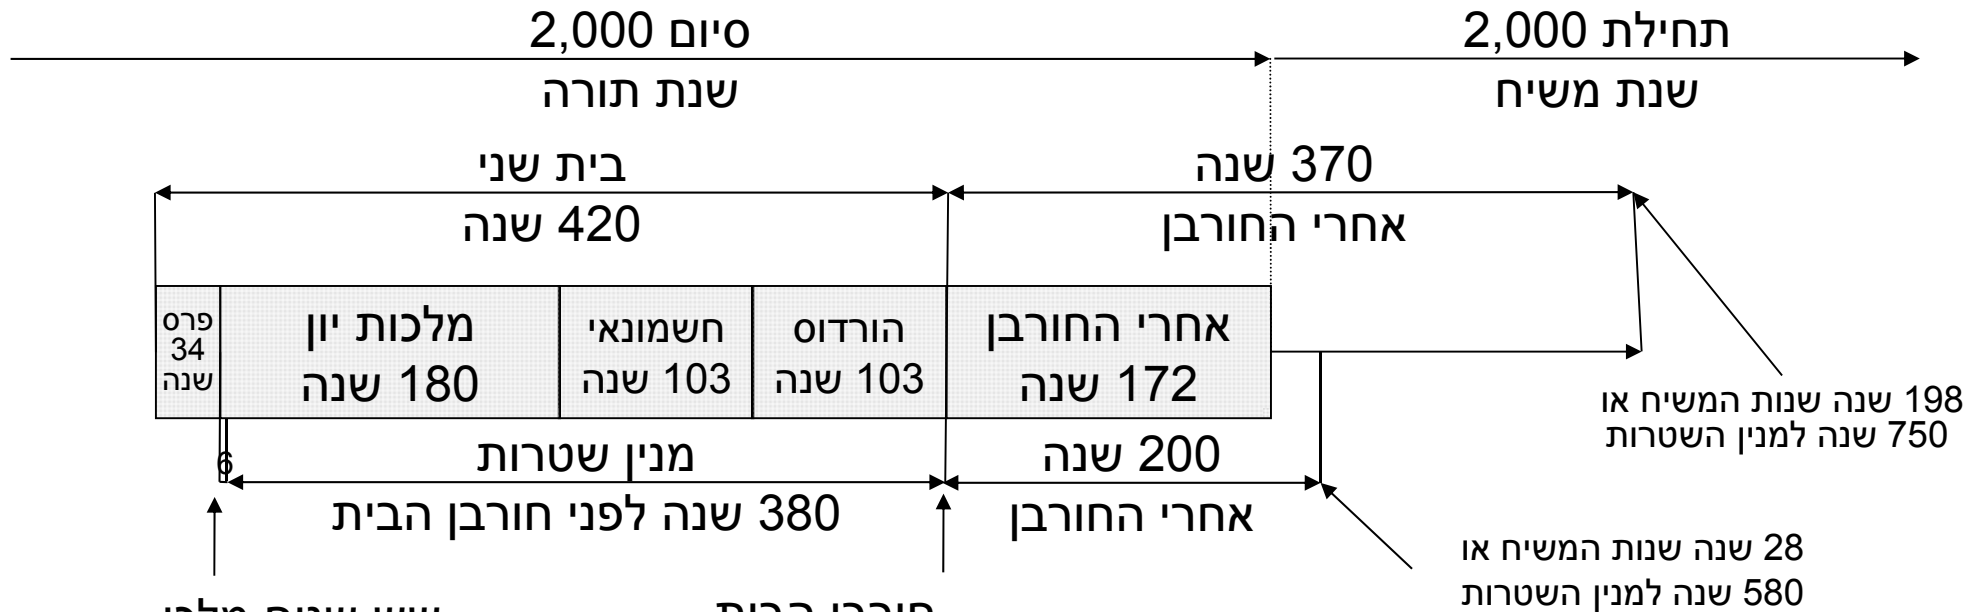 סיום 2,000
שנת תורה
תחילת 2,000
שנת משיח
בית שני
420 שנה
370 שנה
אחרי החורבן
פרס
34
שנה
מלכות יון
180 שנה
חשמונאי
103 שנה
הורדוס
103 שנה
אחרי החורבן
172 שנה
198 שנה שנות המשיח או
750 שנה למנין השטרות
6
מנין שטרות
380 שנה לפני חורבן הבית
200 שנה
אחרי החורבן
28 שנה שנות המשיח או
580 שנה למנין השטרות